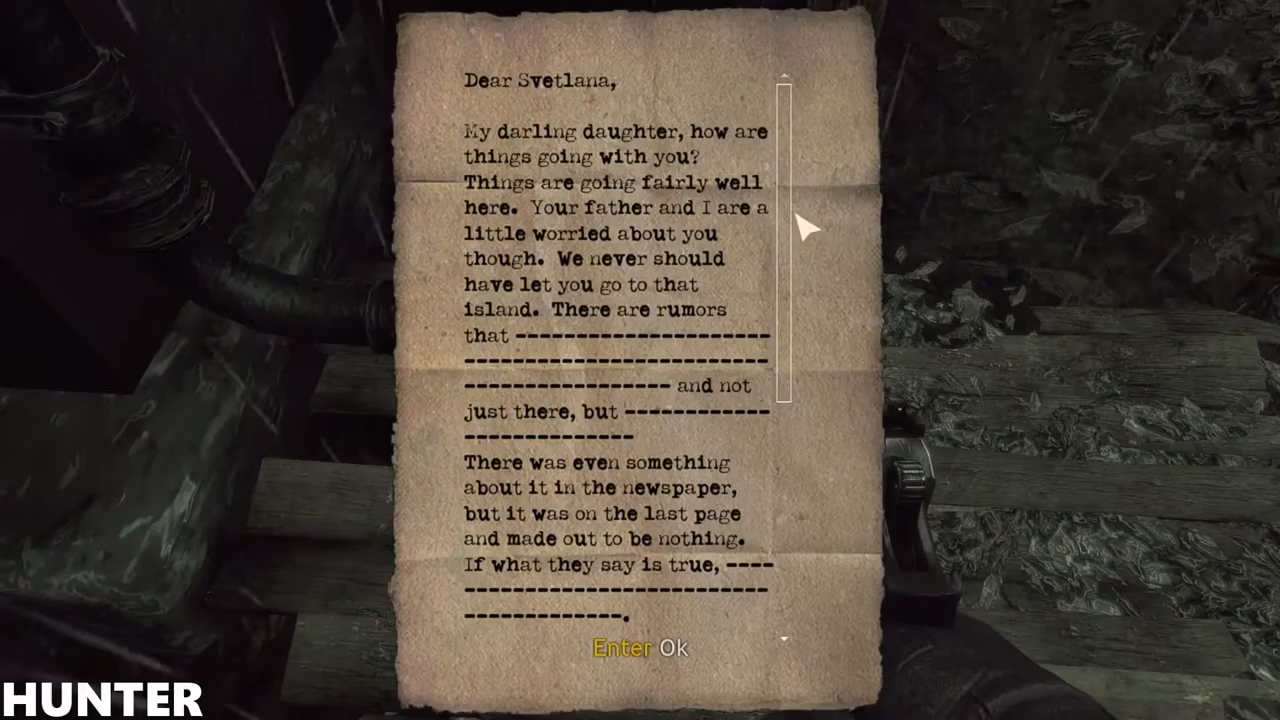 Dear Svetlana,
My darling daughter, how are
things going with you?
Things are going fairly well
here. Your father and I are a
little worried about you
though. We never should
have let you go to that
island. There are rumors
that ----------------------
--------------------------
------------------ and not
just there, but ------------
--------------
There was even something
about it in the newspaper,
but it was on the last page
and made out to be nothing.
If what they say is true, ----
--------------------------
-------------.
Enter Ok
HUNTER